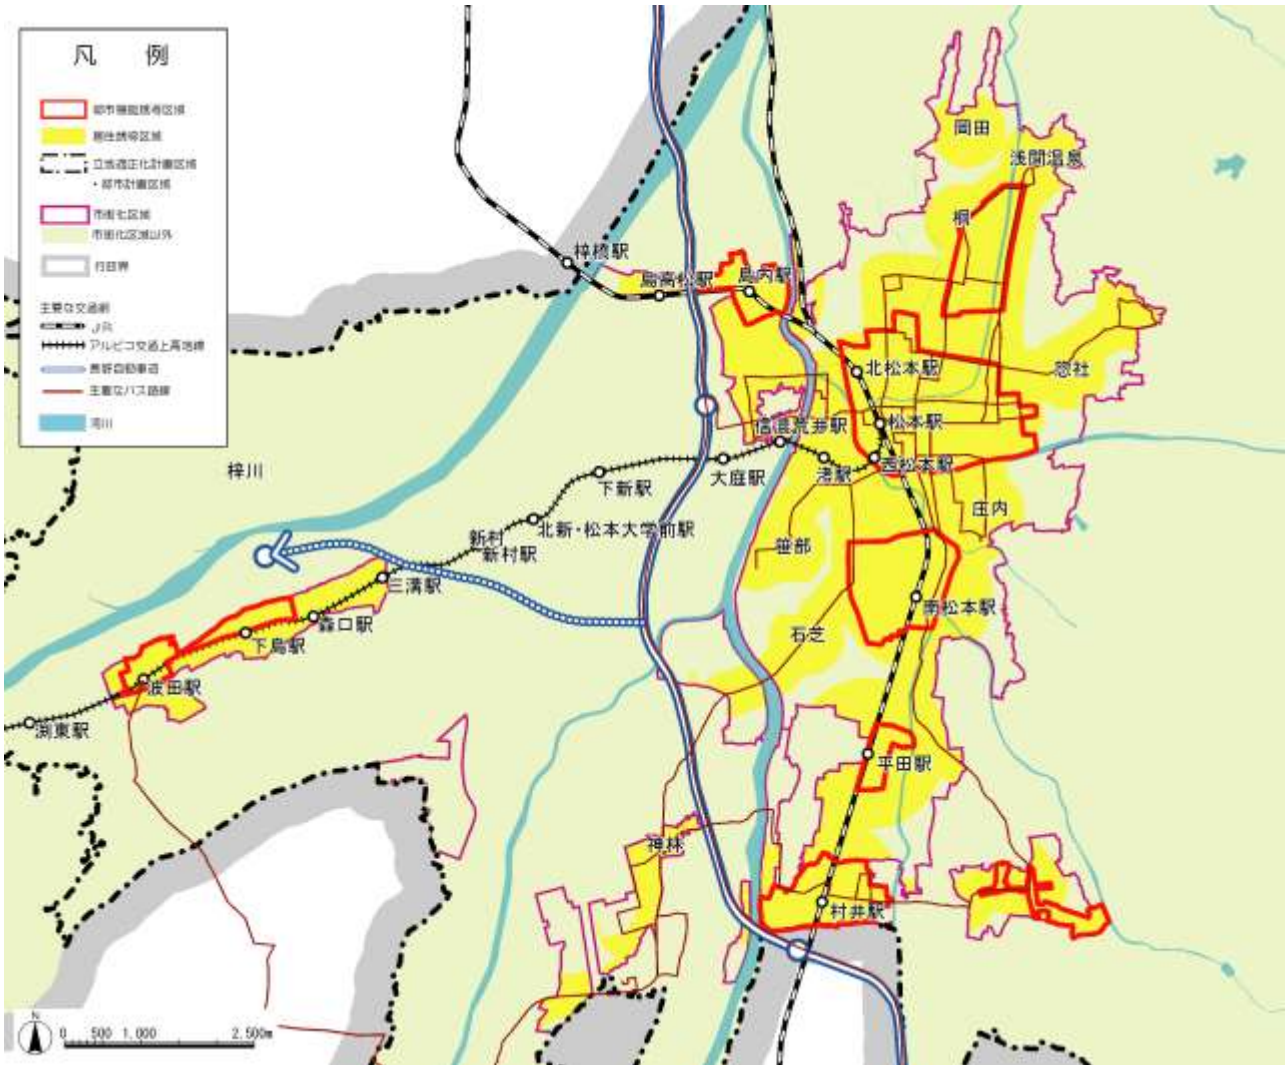 凡 例
都市機能誘導区域
居住誘導区域
立地適正化計画区域
・都市計画区域
市街化区域
市街化区域以外
行政界
主要な交通網
JR
アルピコ交通上高地線
長野自動車道
主要なバス路線
河川
岡田
浅間温泉
桐
梓橋駅
島高松駅
島内駅
北松本駅
惣社
松本駅
信濃荒井駅
西松本駅
渚駅
大庭駅
下新駅
梓川
庄内
北新・松本大学前駅
新村
新村駅
笹部
三溝駅
南松本駅
森口駅
石芝
下島駅
波田駅
渕東駅
平田駅
神林
村井駅
N
0 500 1,000 2,500m